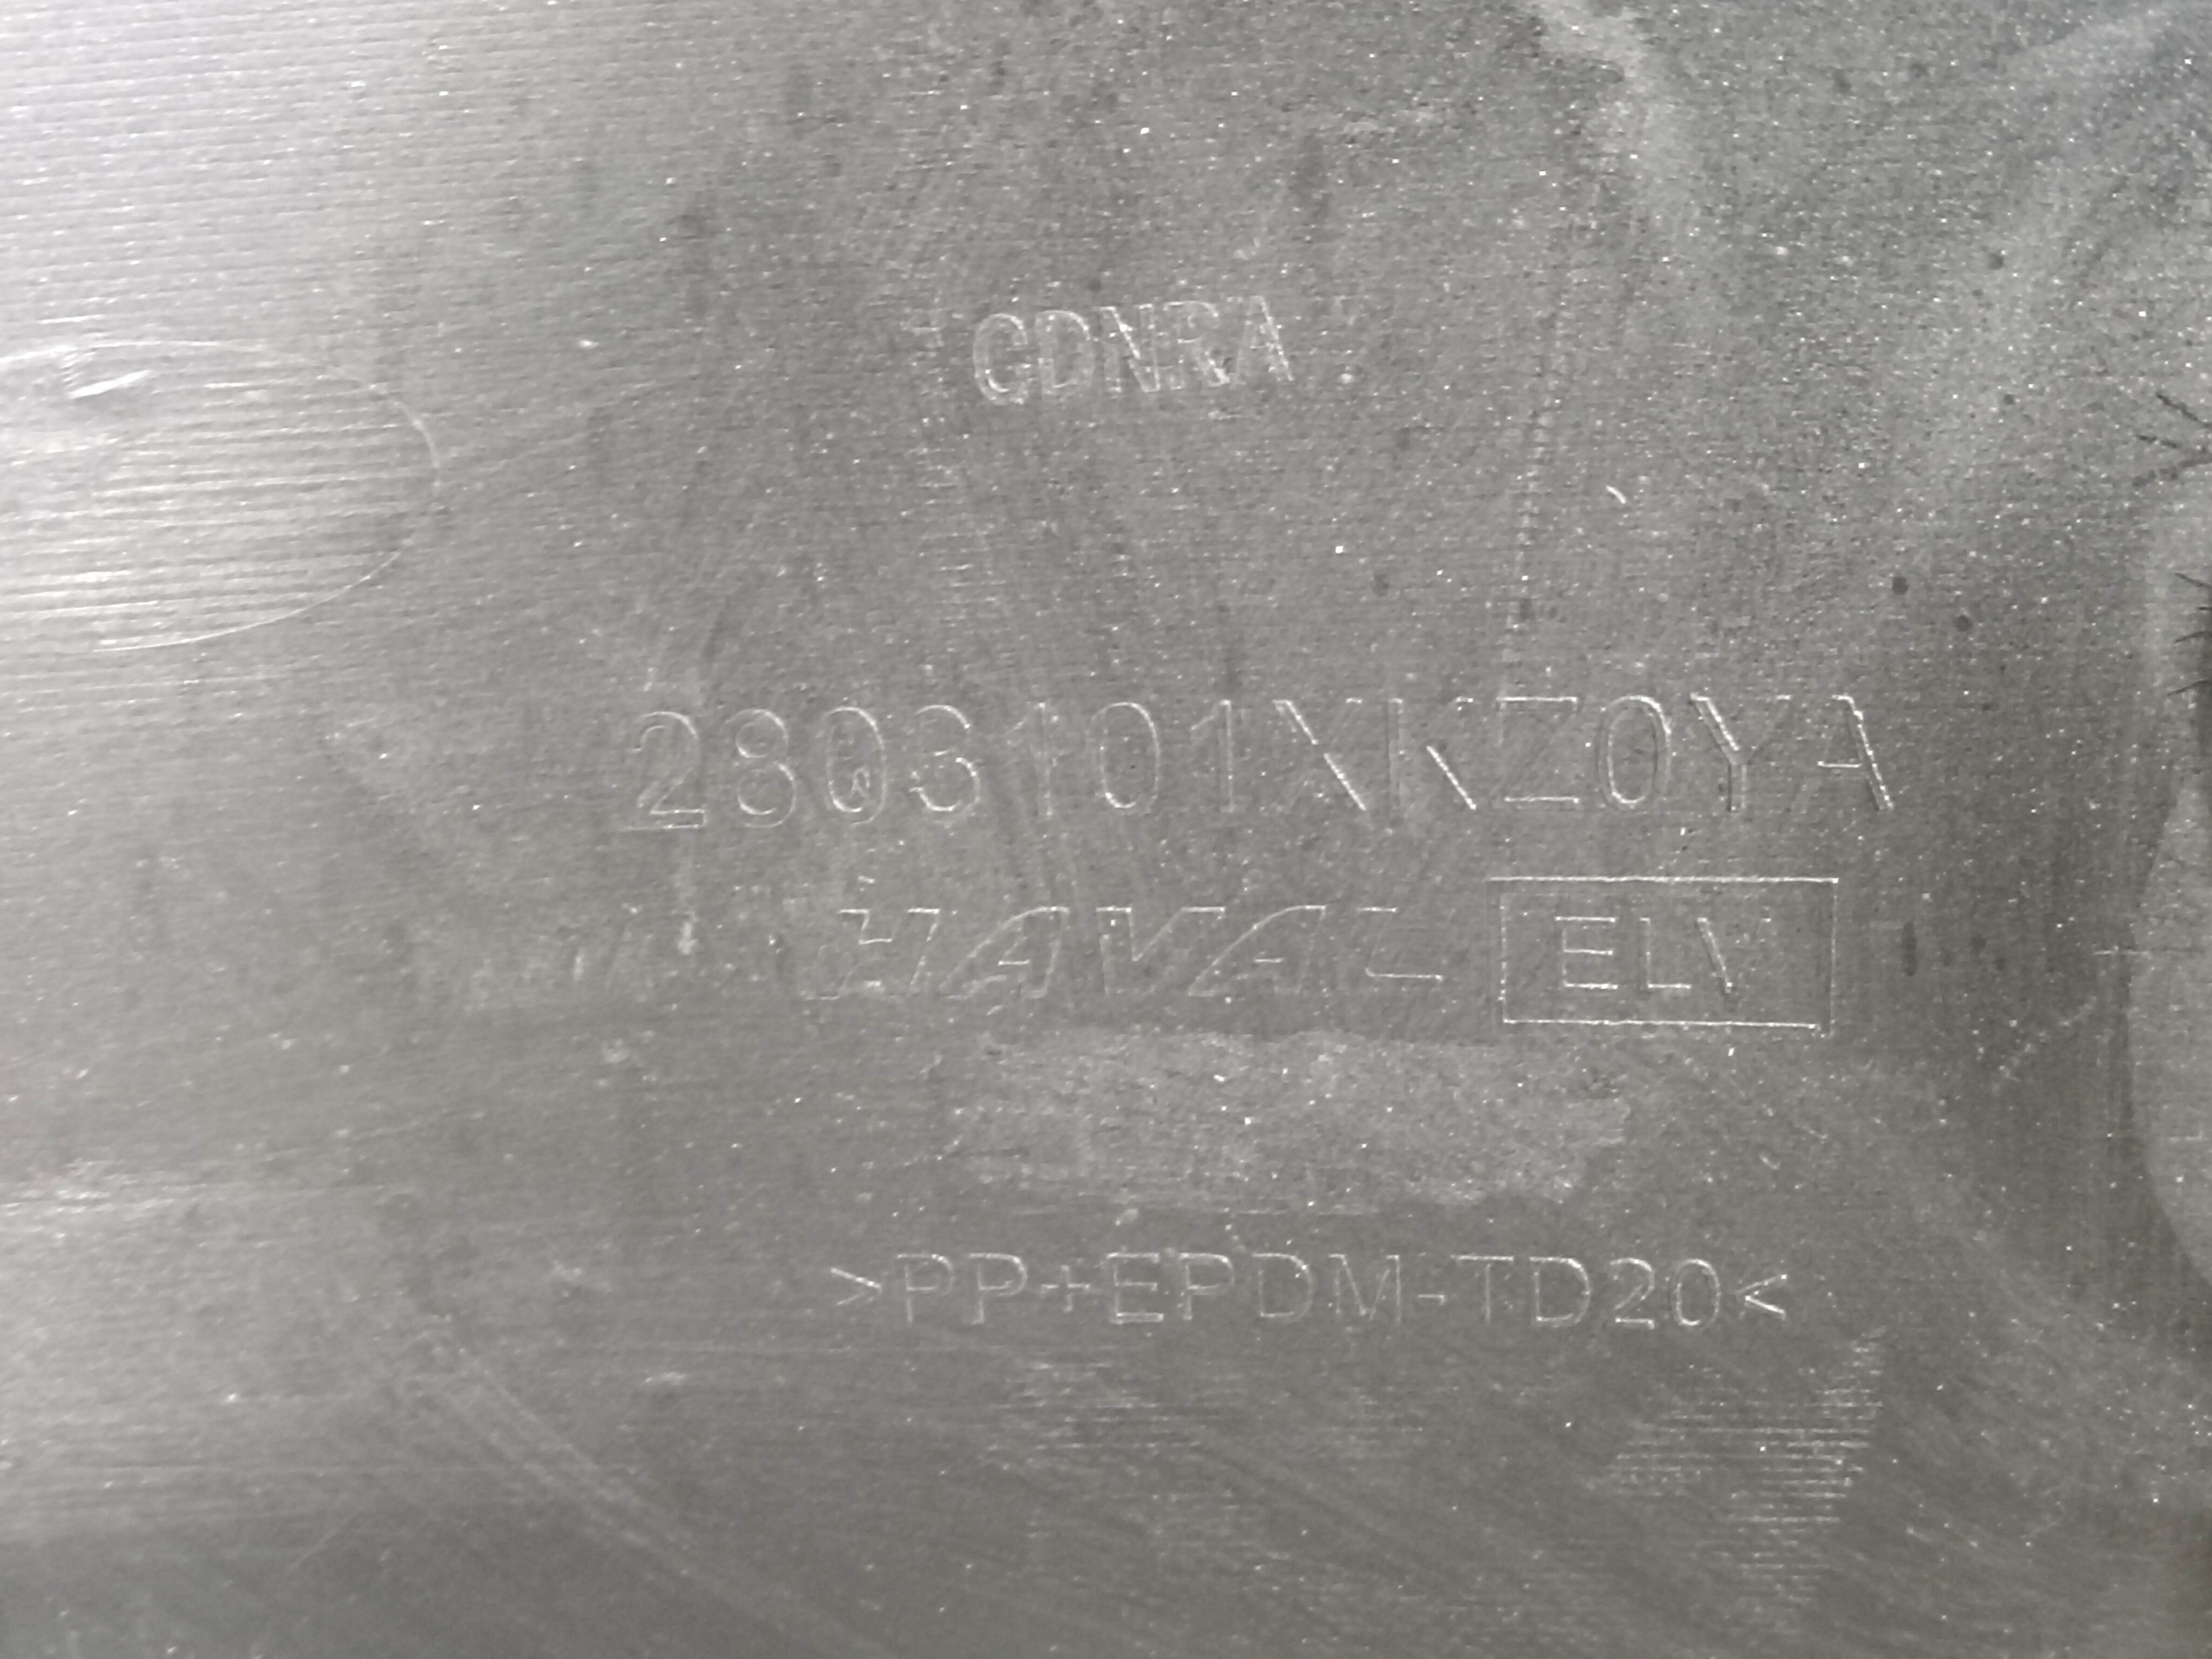 GDNRA
2803101XKZ0YA
HAVAL ELV
>PP+EPDM-TD20<